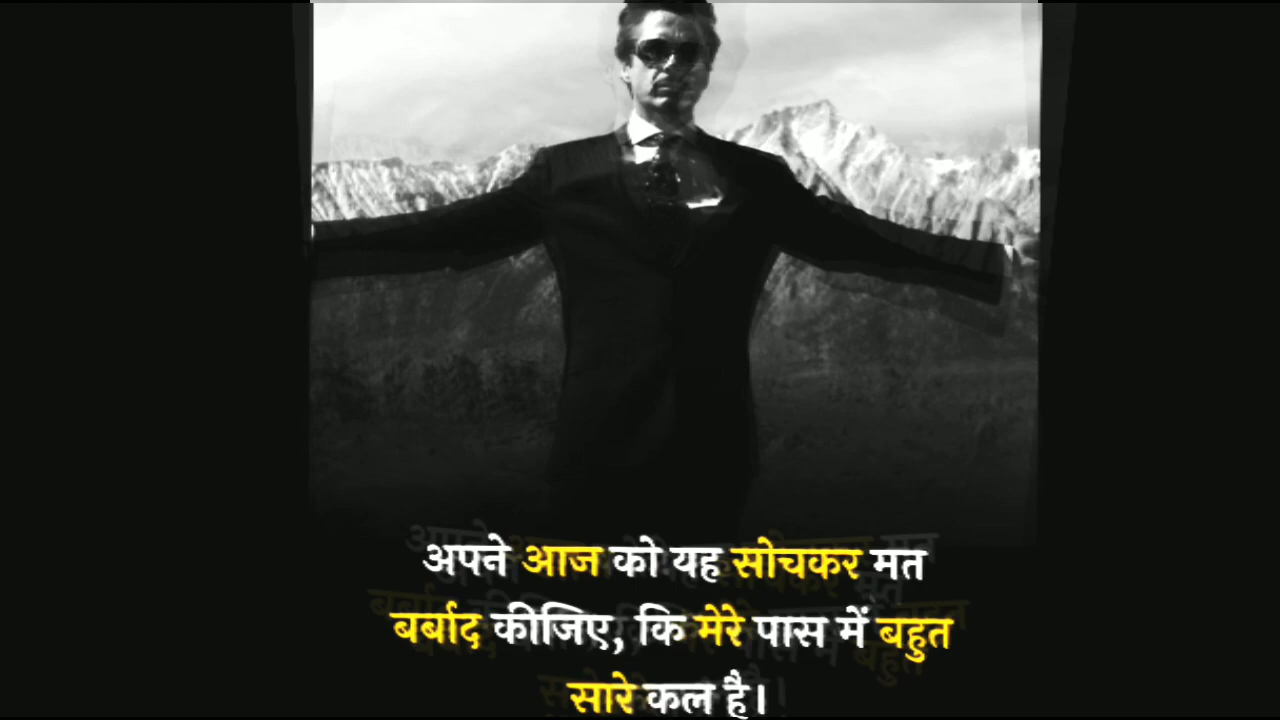 अपने आज को यह सोचकर मत
बर्बाद कीजिए, कि मेरे पास में बहुत
सारे कल है।